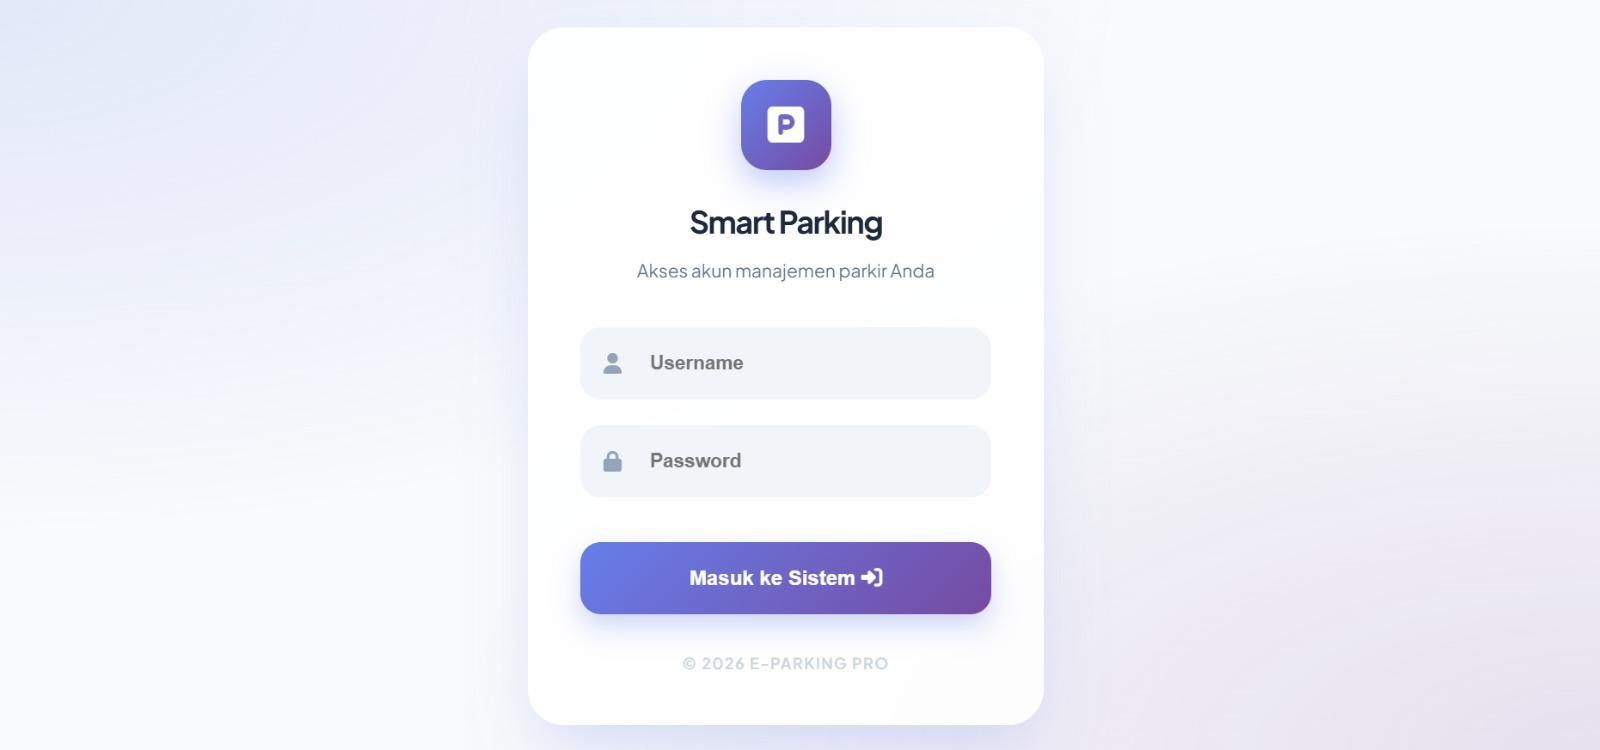 P
Smart Parking
Akses akun manajemen parkir Anda
Username
Password
Masuk ke Sistem
© 2026 E-PARKING PRO